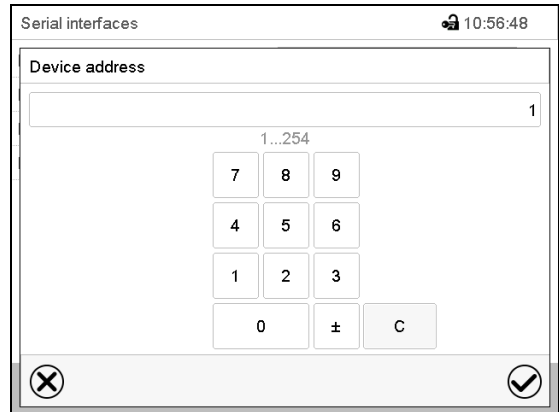 Serial interfaces 10:56:48
Device address
1
1...254
7 8 9
4 5 6
1 2 3
0 ± C